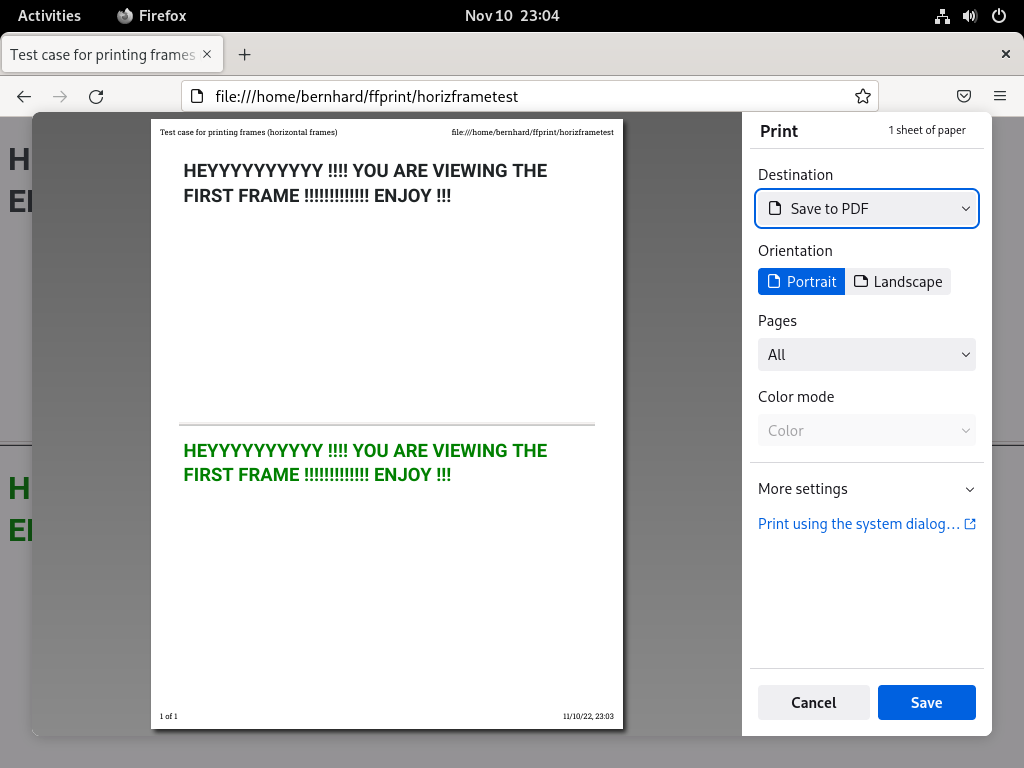 Activities
Firefox
Nov 10 23:04
Test case for printing frames
file:///home/bernhard/ffprint/horizframetest
H
El
H
El
Test case for printing frames (horizontal frames)
file:///home/bernhard/ffprint/horizframetest
HEYYYYYYYYYY !!!! YOU ARE VIEWING THE
FIRST FRAME !!!!!!!!!!!!! ENJOY !!!
HEYYYYYYYYYY !!!! YOU ARE VIEWING THE
FIRST FRAME !!!!!!!!!!!!! ENJOY !!!
1 of 1
11/10/22, 23:03
Print
1 sheet of paper
Destination
Save to PDF
Orientation
Portrait
Landscape
Pages
All
Color mode
Color
More settings
Print using the system dialog...
Cancel
Save